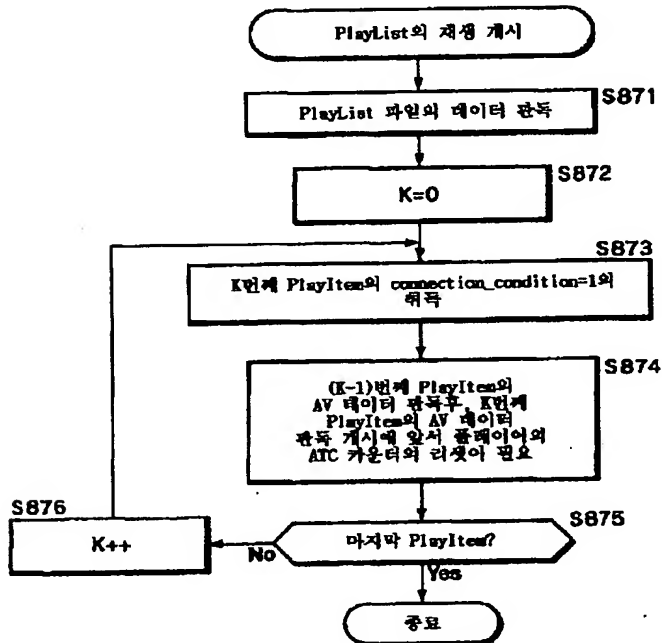 PlayList의 재생 개시
S871
PlayList 파일의 데이터 판독
S872
K=0
S873
K번째 PlayItem의 connection_condition=1의
취득
S874
(K-1)번째 PlayItem의
AV 데이터 판독후, K번째
PlayItem의 AV 데이터
판독 개시에 앞서 플레이어의
ATC 카운터의 리셋이 필요
S875
마지막 PlayItem?
S876
K++
No
Yes
종료